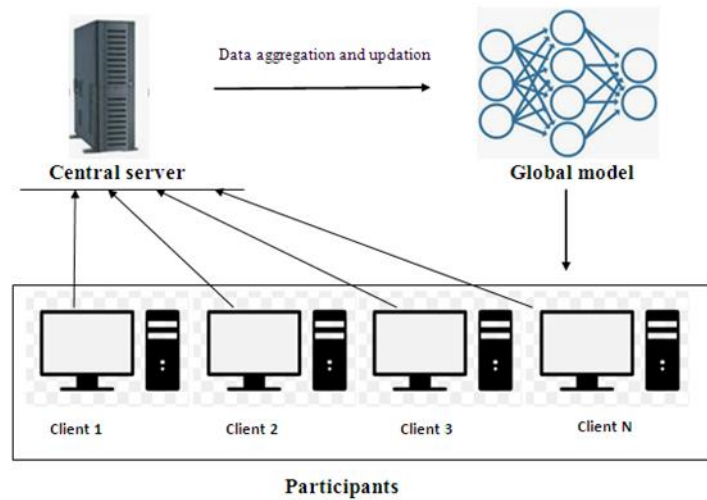 Data aggregation and updation
Central server
Global model
Client 1
Client 2
Client 3
Client N
Participants